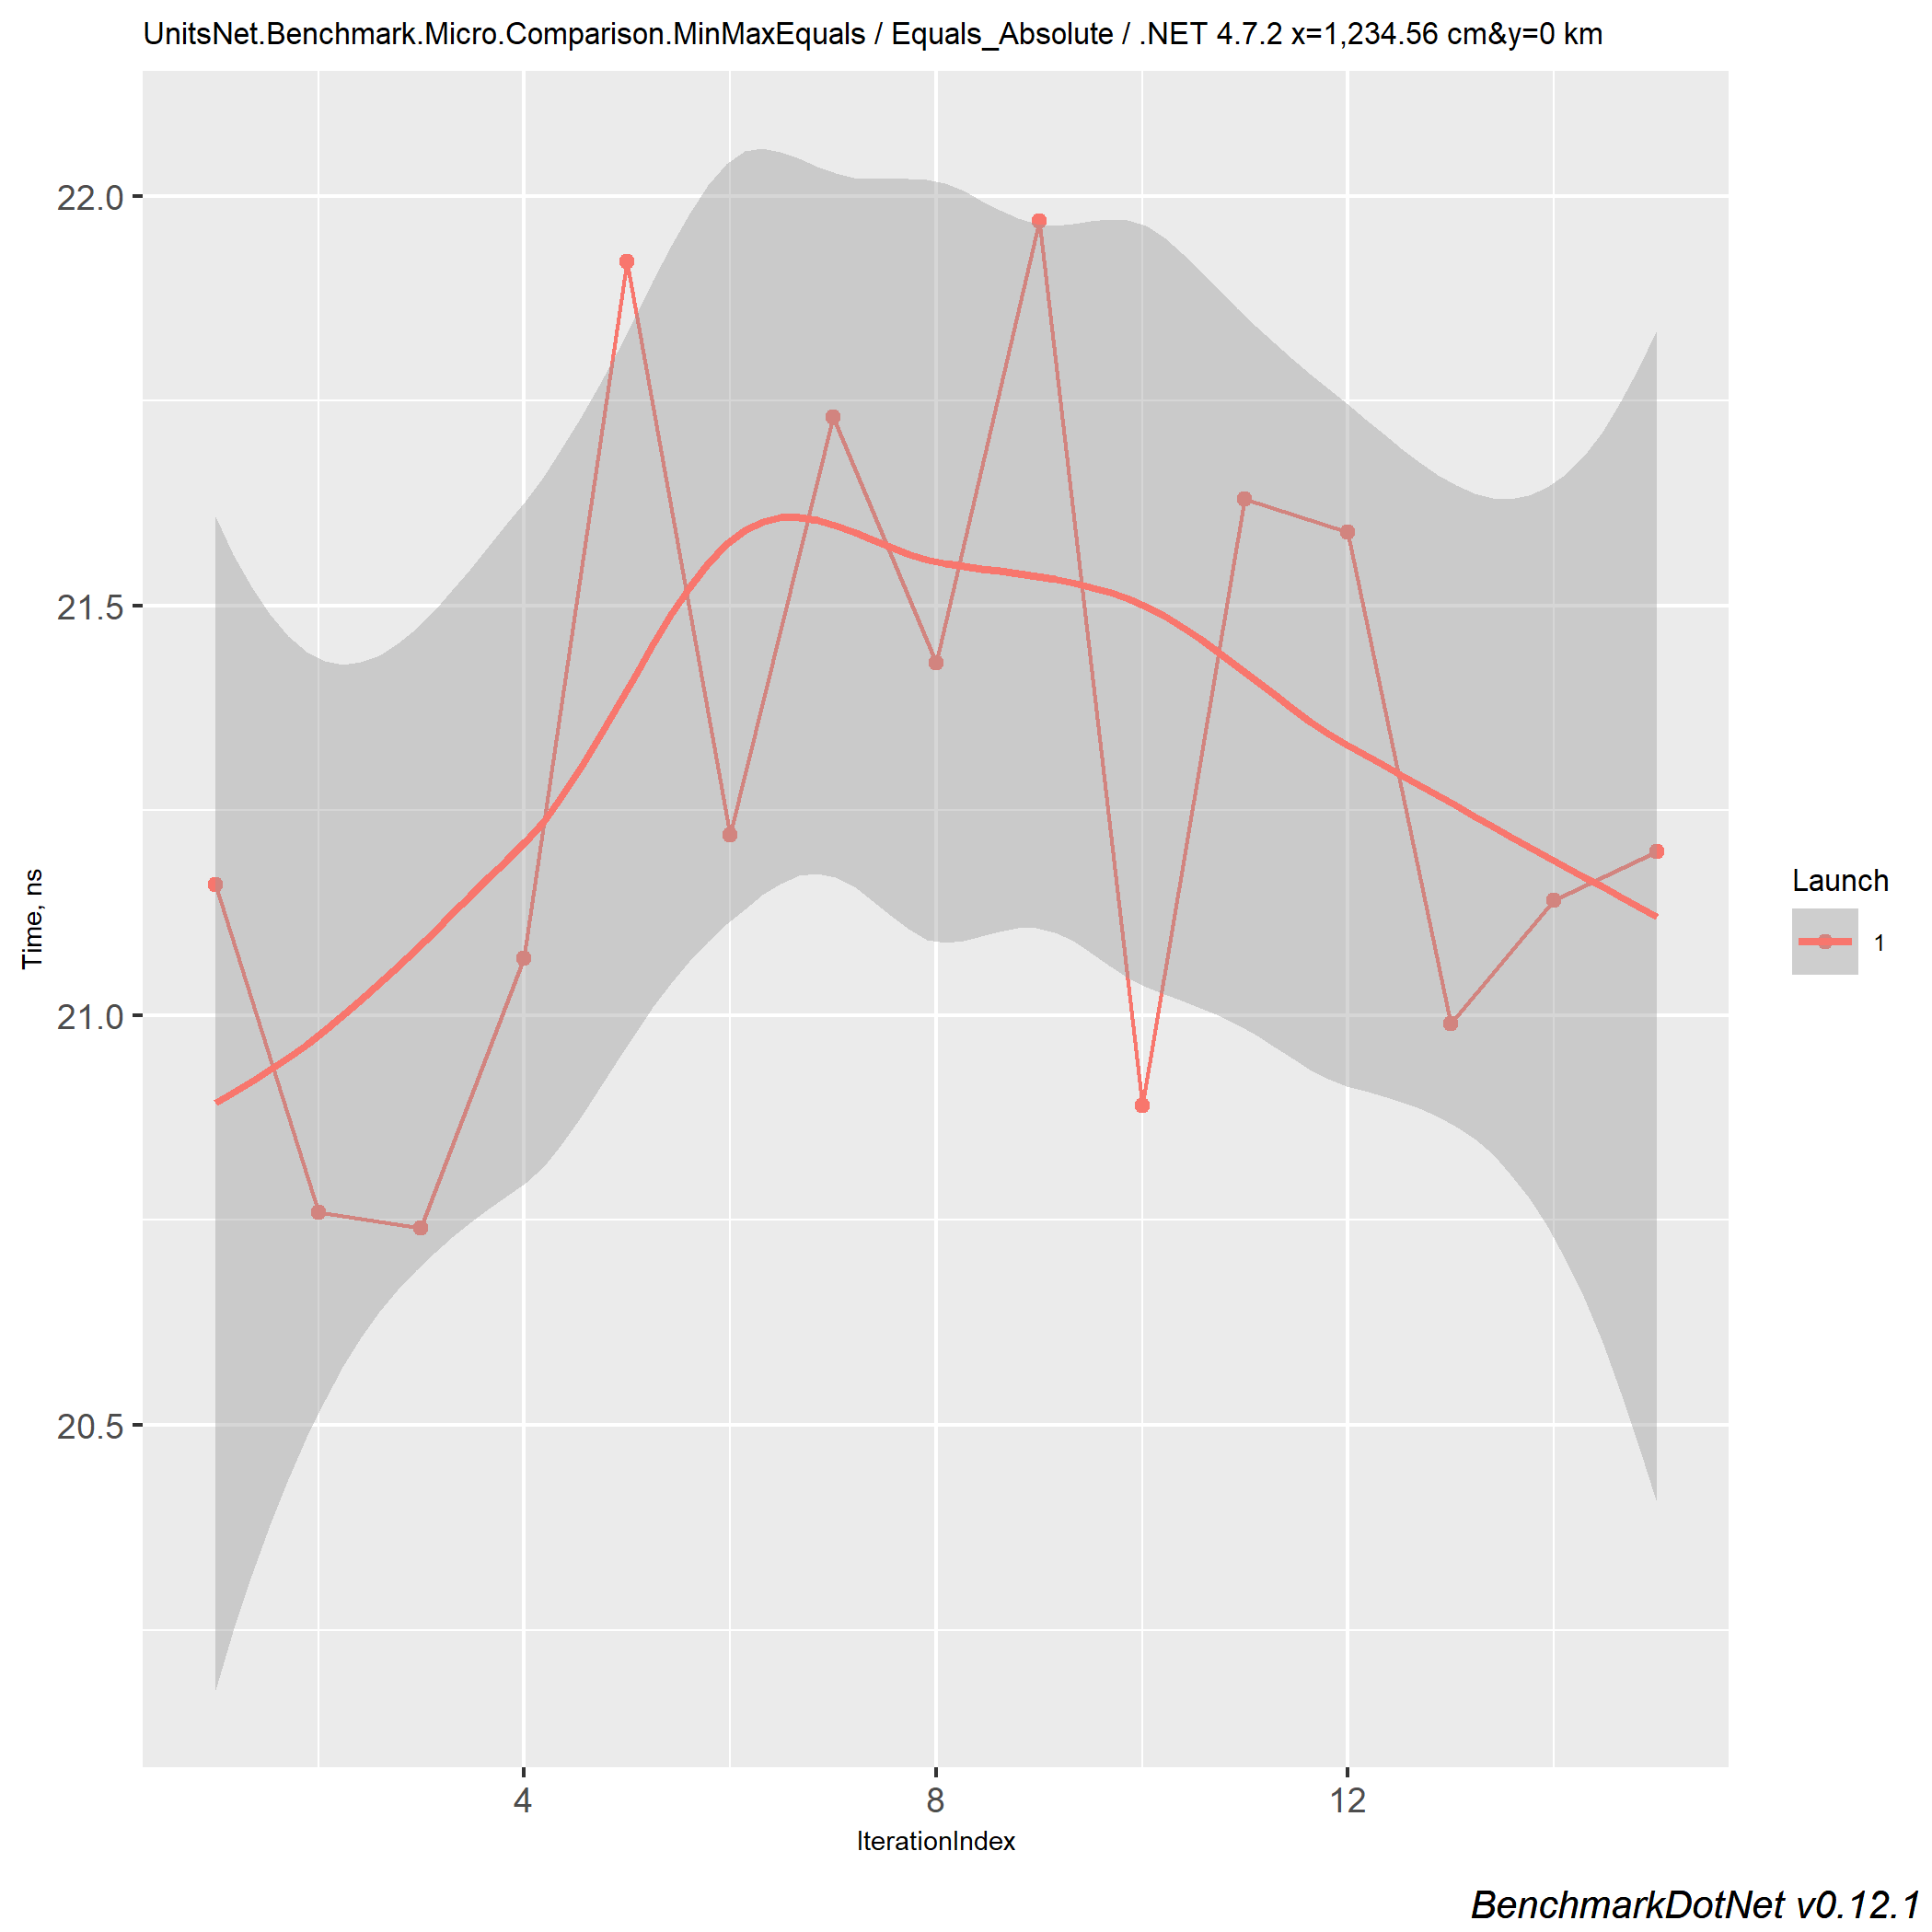 UnitsNet.Benchmark.Micro.Comparison.MinMaxEquals / Equals_Absolute / .NET 4.7.2 x=1,234.56 cm&y=0 km
22.0
21.5
21.0
20.5
Time, ns
4
8
12
IterationIndex
Launch
1
BenchmarkDotNet v0.12.1